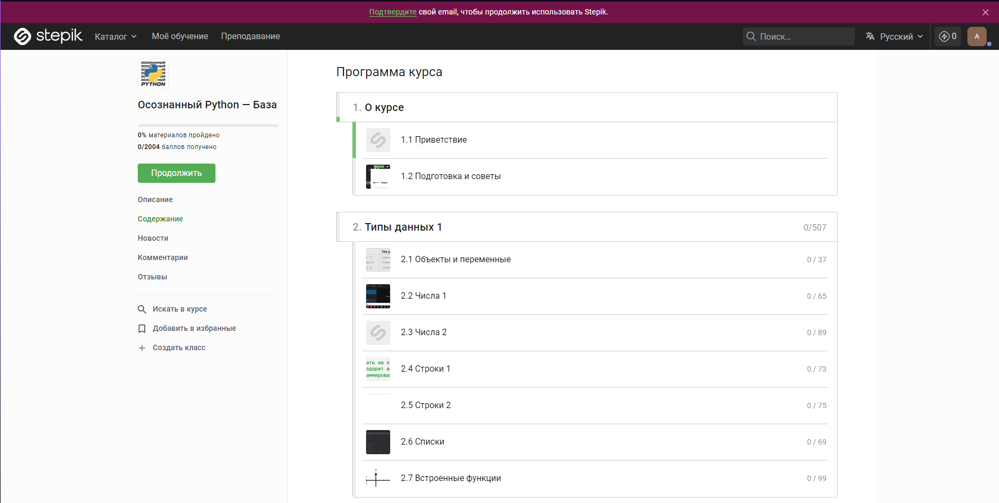 Подтвердите свой email, чтобы продолжить использовать Stepik.
stepik Каталог Моё обучение Преподавание Поиск... Русский 0 A
PYTHON
Осознанный Python — База
0% материалов пройдено
0/2004 баллов получено
Продолжить
Описание
Содержание
Новости
Комментарии
Отзывы
Искать в курсе
Добавить в избранные
Создать класс
Программа курса
1. О курсе
1.1 Приветствие
1.2 Подготовка и советы
2. Типы данных 1 0/507
2.1 Объекты и переменные 0 / 37
2.2 Числа 1 0 / 65
2.3 Числа 2 0 / 89
ать на к
одарит в
аммирова
2.4 Строки 1 0 / 73
2.5 Строки 2 0 / 75
2.6 Списки 0 / 69
y
2.7 Встроенные функции 0 / 99